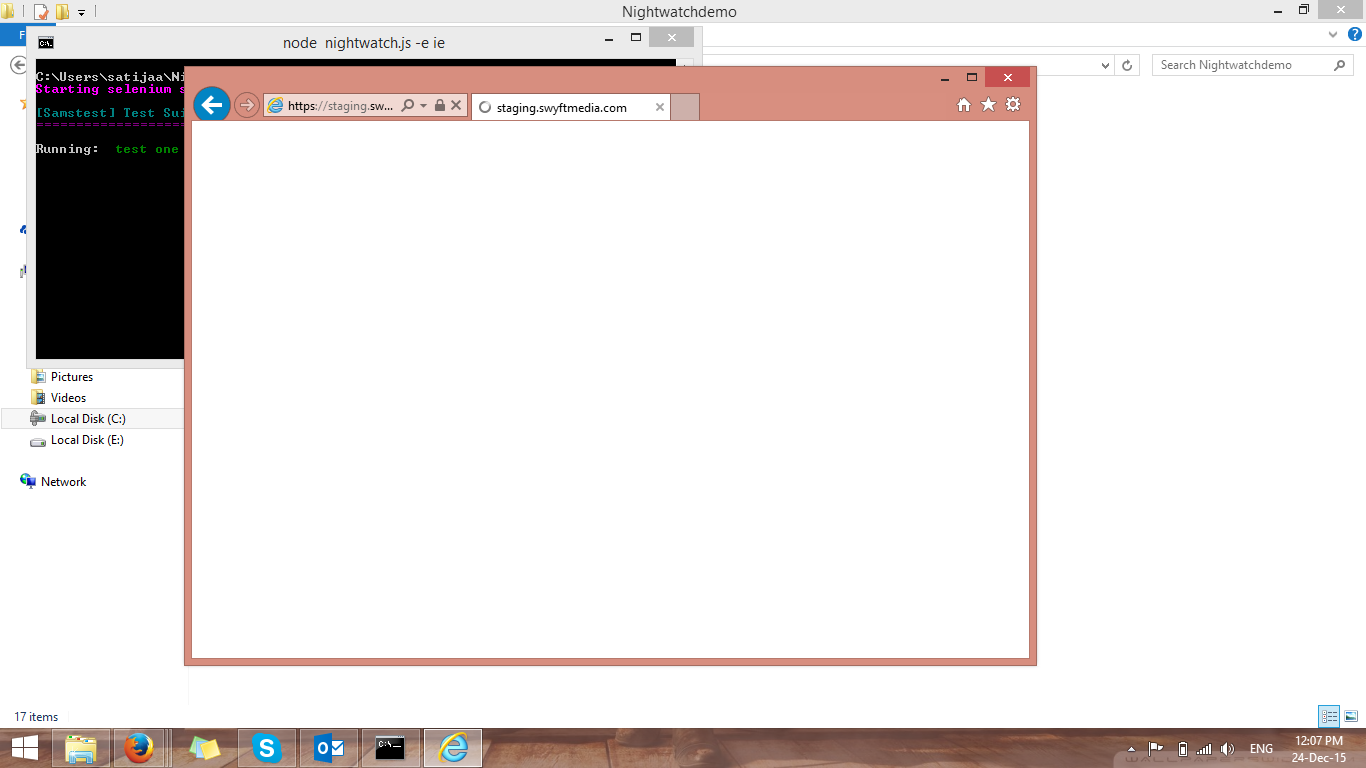 Nightwatchdemo
F
node nightwatch.js -e ie
Search Nightwatchdemo
C:\Users\satijaa\Ni
Starting selenium s
[Samstest] Test Sui
====================
Running: test one
https://staging.sw...
staging.swyftmedia.com
Pictures
Videos
Local Disk (C:)
Local Disk (E:)
Network
17 items
ENG
12:07 PM
24-Dec-15